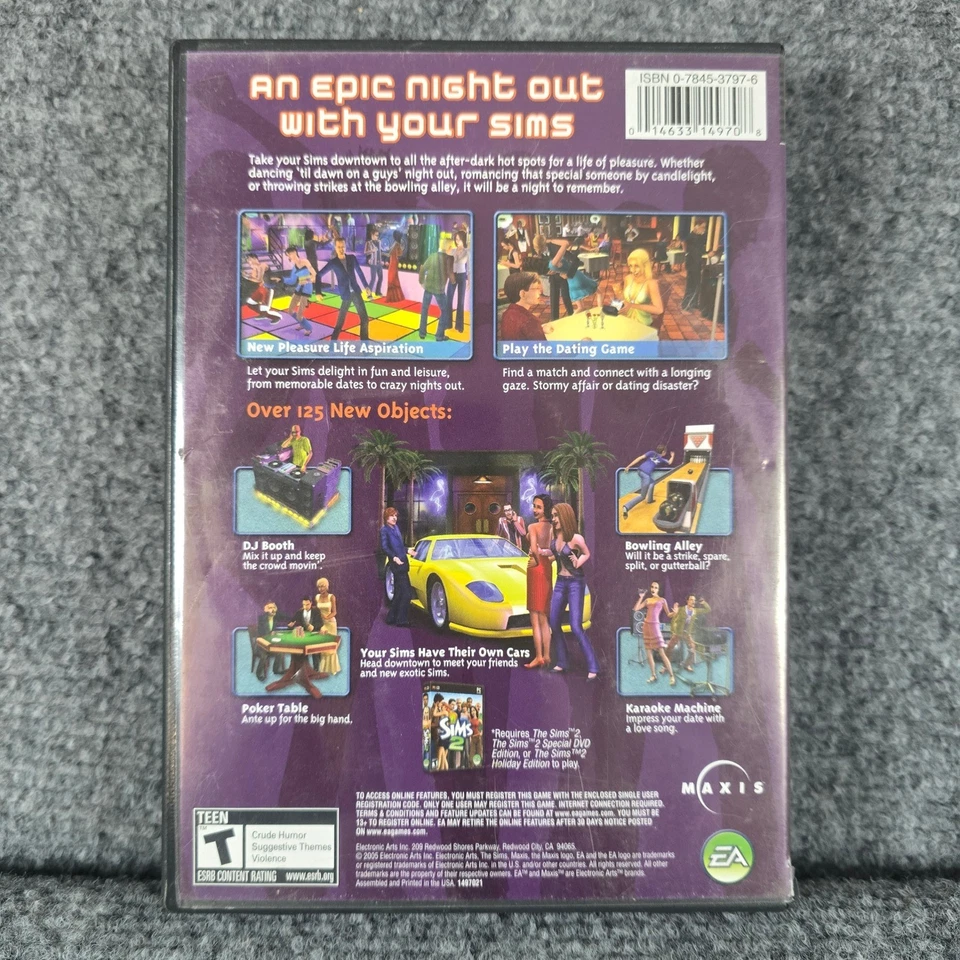 AN EPIC NIGHT OUT
WITH YOUR SIMS
ISBN 0-7845-3797-6
0 14633 14970 8
Take your Sims downtown to all the after-dark hot spots for a life of pleasure. Whether
dancing 'til dawn on a guys' night out, romancing that special someone by candlelight,
or throwing strikes at the bowling alley, it will be a night to remember.
New Pleasure Life Aspiration
Play the Dating Game
Let your Sims delight in fun and leisure,
from memorable dates to crazy nights out.
Find a match and connect with a longing
gaze. Stormy affair or dating disaster?
Over 125 New Objects:
DJ Booth
Mix it up and keep
the crowd movin'.
Bowling Alley
Will it be a strike, spare,
split, or gutterball?
Your Sims Have Their Own Cars
Head downtown to meet your friends
and new exotic Sims.
Poker Table
Ante up for the big hand.
Karaoke Machine
Impress your date with
a love song.
The
SIMS
2
*Requires The Sims™2,
The Sims™2 Special DVD
Edition, or The Sims™2
Holiday Edition to play.
MAXIS
TO ACCESS ONLINE FEATURES, YOU MUST REGISTER THIS GAME WITH THE ENCLOSED SINGLE USER
REGISTRATION CODE. ONLY ONE USER MAY REGISTER THIS GAME. INTERNET CONNECTION REQUIRED.
TERMS & CONDITIONS AND FEATURE UPDATES CAN BE FOUND AT www.eagames.com. YOU MUST BE
13+ TO REGISTER ONLINE. EA MAY RETIRE THE ONLINE FEATURES AFTER 30 DAYS NOTICE POSTED
ON www.eagames.com.
TEEN
T
Crude Humor
Suggestive Themes
Violence
ESRB CONTENT RATING www.esrb.org
Electronic Arts Inc. 209 Redwood Shores Parkway, Redwood City, CA 94065.
© 2005 Electronic Arts Inc. Electronic Arts, The Sims, Maxis, the Maxis logo, EA and the EA logo are trademarks
or registered trademarks of Electronic Arts Inc. in the U.S. and/or other countries. All rights reserved. All other
trademarks are the property of their respective owners. EA™ and Maxis™ are Electronic Arts™ brands.
Assembled and Printed in the USA. 1497021
EA